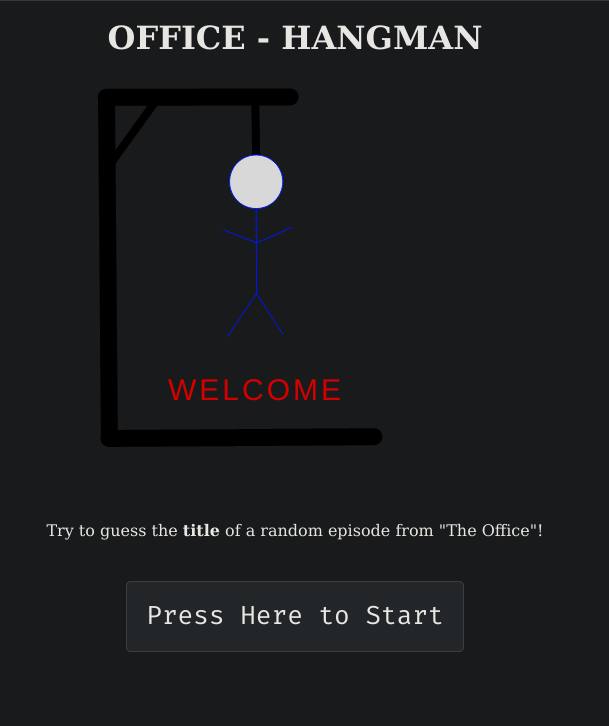 OFFICE - HANGMAN
WELCOME
Try to guess the title of a random episode from "The Office"!
Press Here to Start